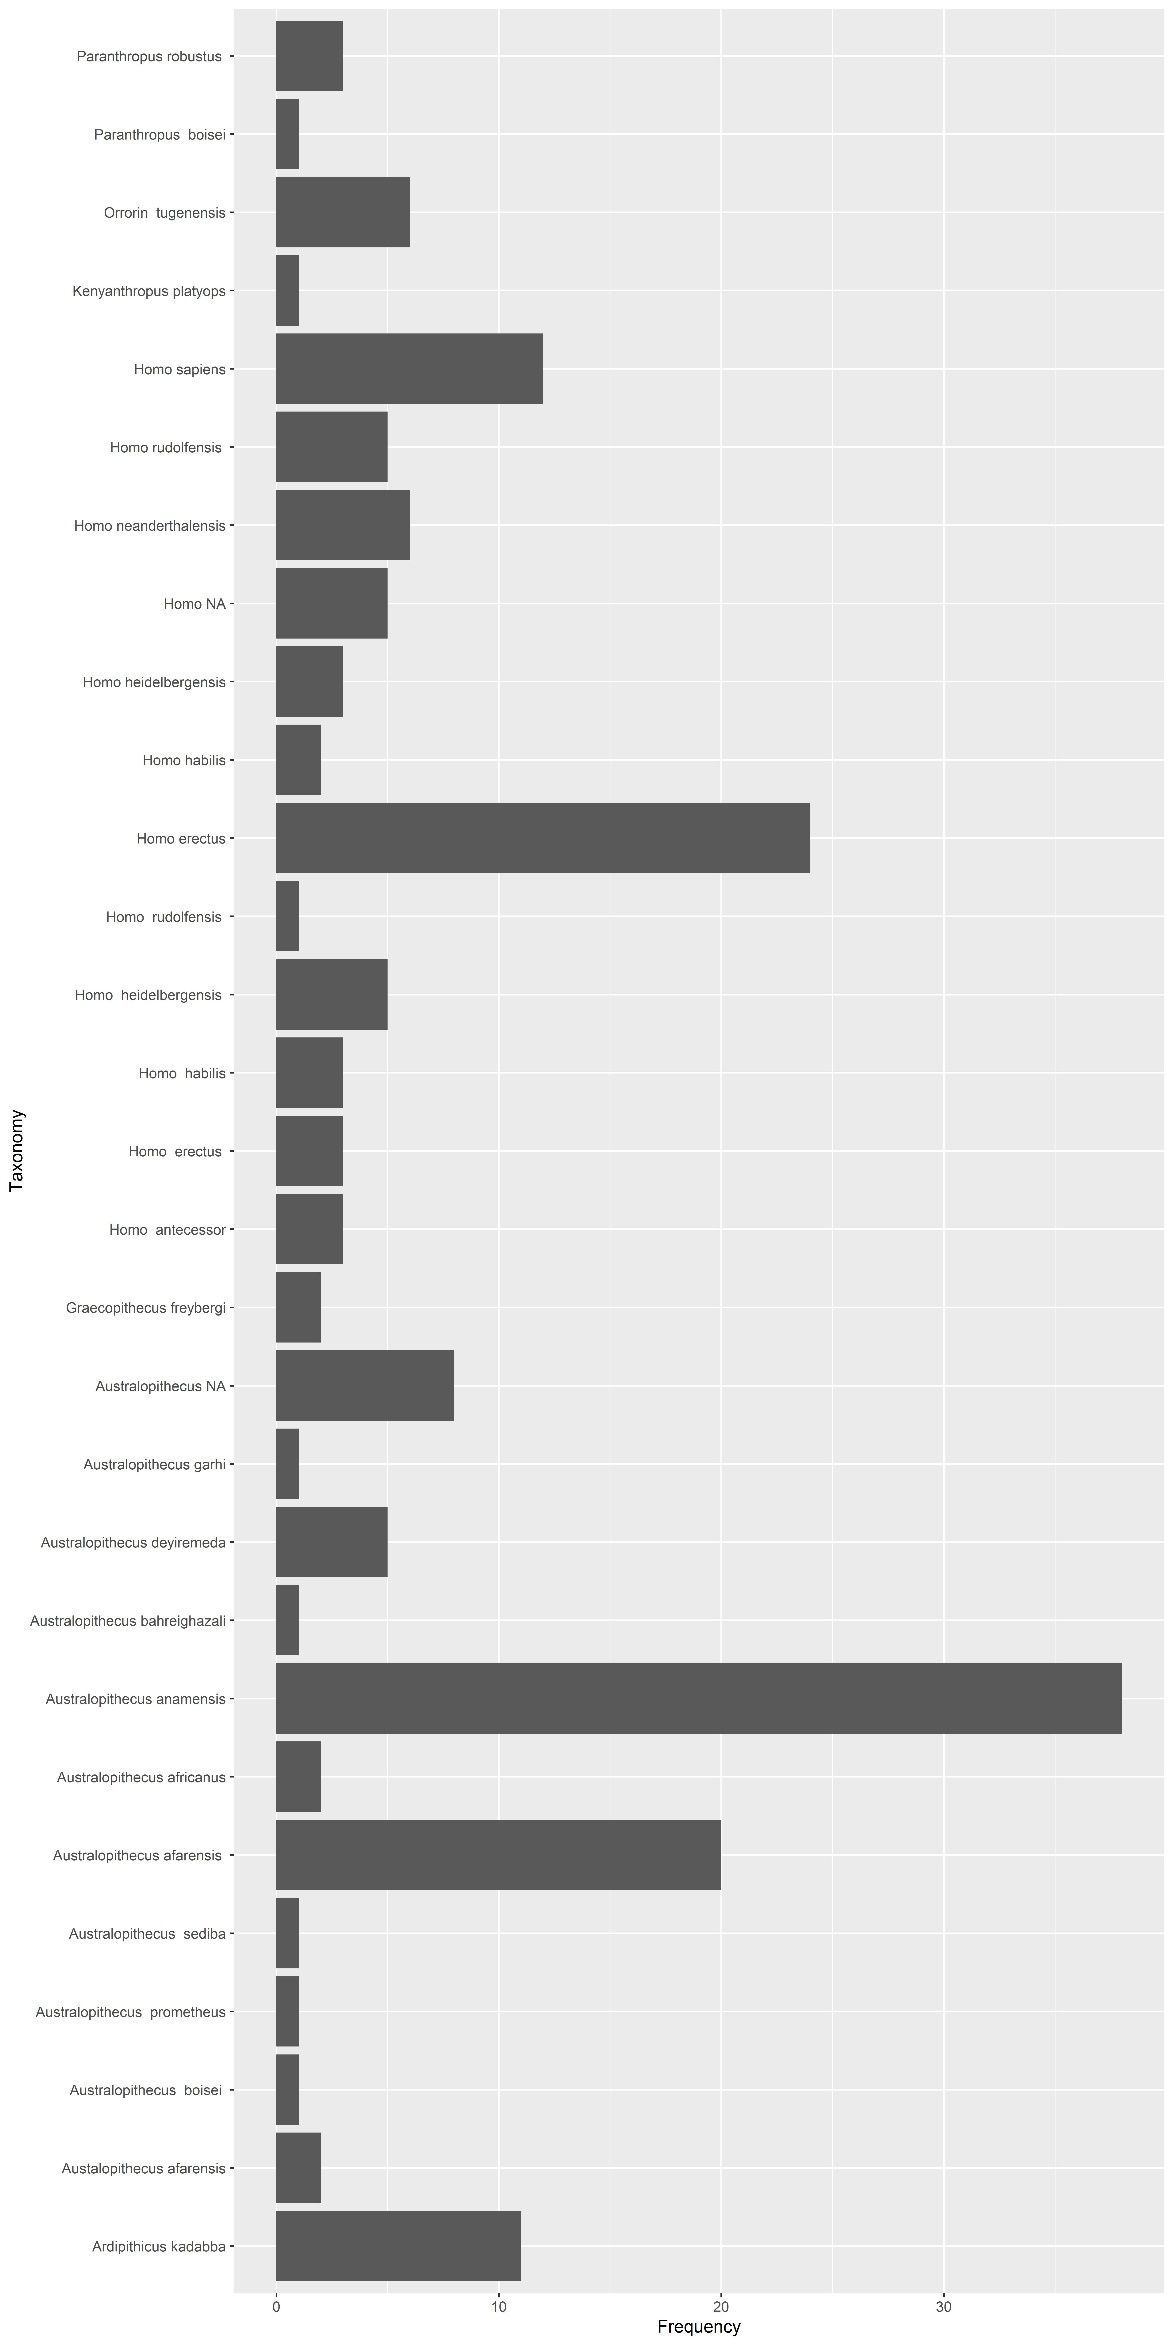 Paranthropus robustus
Paranthropus  boisei
Orrorin  tugenensis
Kenyanthropus platyops
Homo sapiens
Homo rudolfensis
Homo neanderthalensis
Homo NA
Homo heidelbergensis
Homo habilis
Homo erectus
Homo  rudolfensis
Homo  heidelbergensis
Homo  habilis
Homo  erectus
Homo  antecessor
Graecopithecus freybergi
Australopithecus NA
Australopithecus garhi
Australopithecus deyiremeda
Australopithecus bahreighazali
Australopithecus anamensis
Australopithecus africanus
Australopithecus afarensis
Australopithecus  sediba
Australopithecus  prometheus
Australopithecus  boisei
Austalopithecus afarensis
Ardipithicus kadabba
Taxonomy
0 10 20 30
Frequency